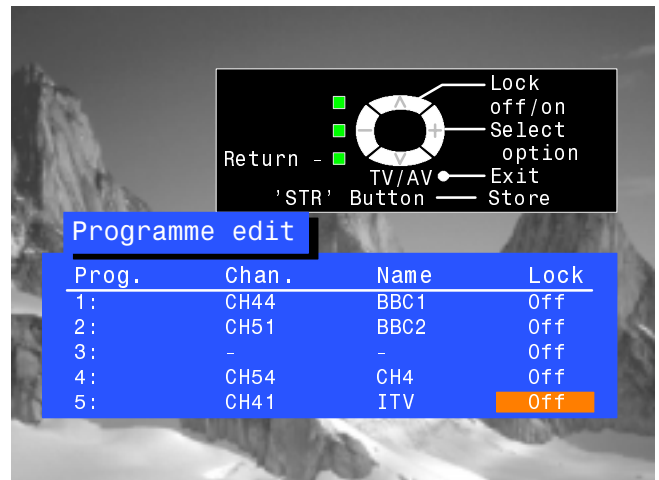 Lock
off/on
Select
option
Return -
TV/AV
Exit
'STR' Button
Store
Programme edit
Prog. Chan. Name Lock
1: CH44 BBC1 Off
2: CH51 BBC2 Off
3: - - Off
4: CH54 CH4 Off
5: CH41 ITV Off